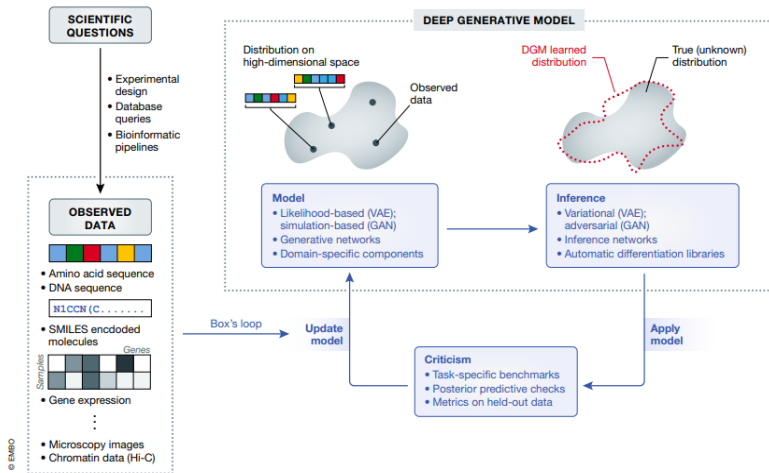 SCIENTIFIC
QUESTIONS
• Experimental
design
• Database
queries
• Bioinformatic
pipelines
OBSERVED
DATA
• Amino acid sequence
• DNA sequence
N1CCN(C.......
• SMILES encdoded
molecules
Genes
Samples
• Gene expression
• Microscopy images
• Chromatin data (Hi-C)
© EMBO
DEEP GENERATIVE MODEL
Distribution on
high-dimensional space
Observed
data
DGM learned
distribution
True (unknown)
distribution
Model
• Likelihood-based (VAE);
simulation-based (GAN)
• Generative networks
• Domain-specific components
Inference
• Variational (VAE);
adversarial (GAN)
• Inference networks
• Automatic differentiation libraries
Box's loop
Update
model
Apply
model
Criticism
• Task-specific benchmarks
• Posterior predictive checks
• Metrics on held-out data